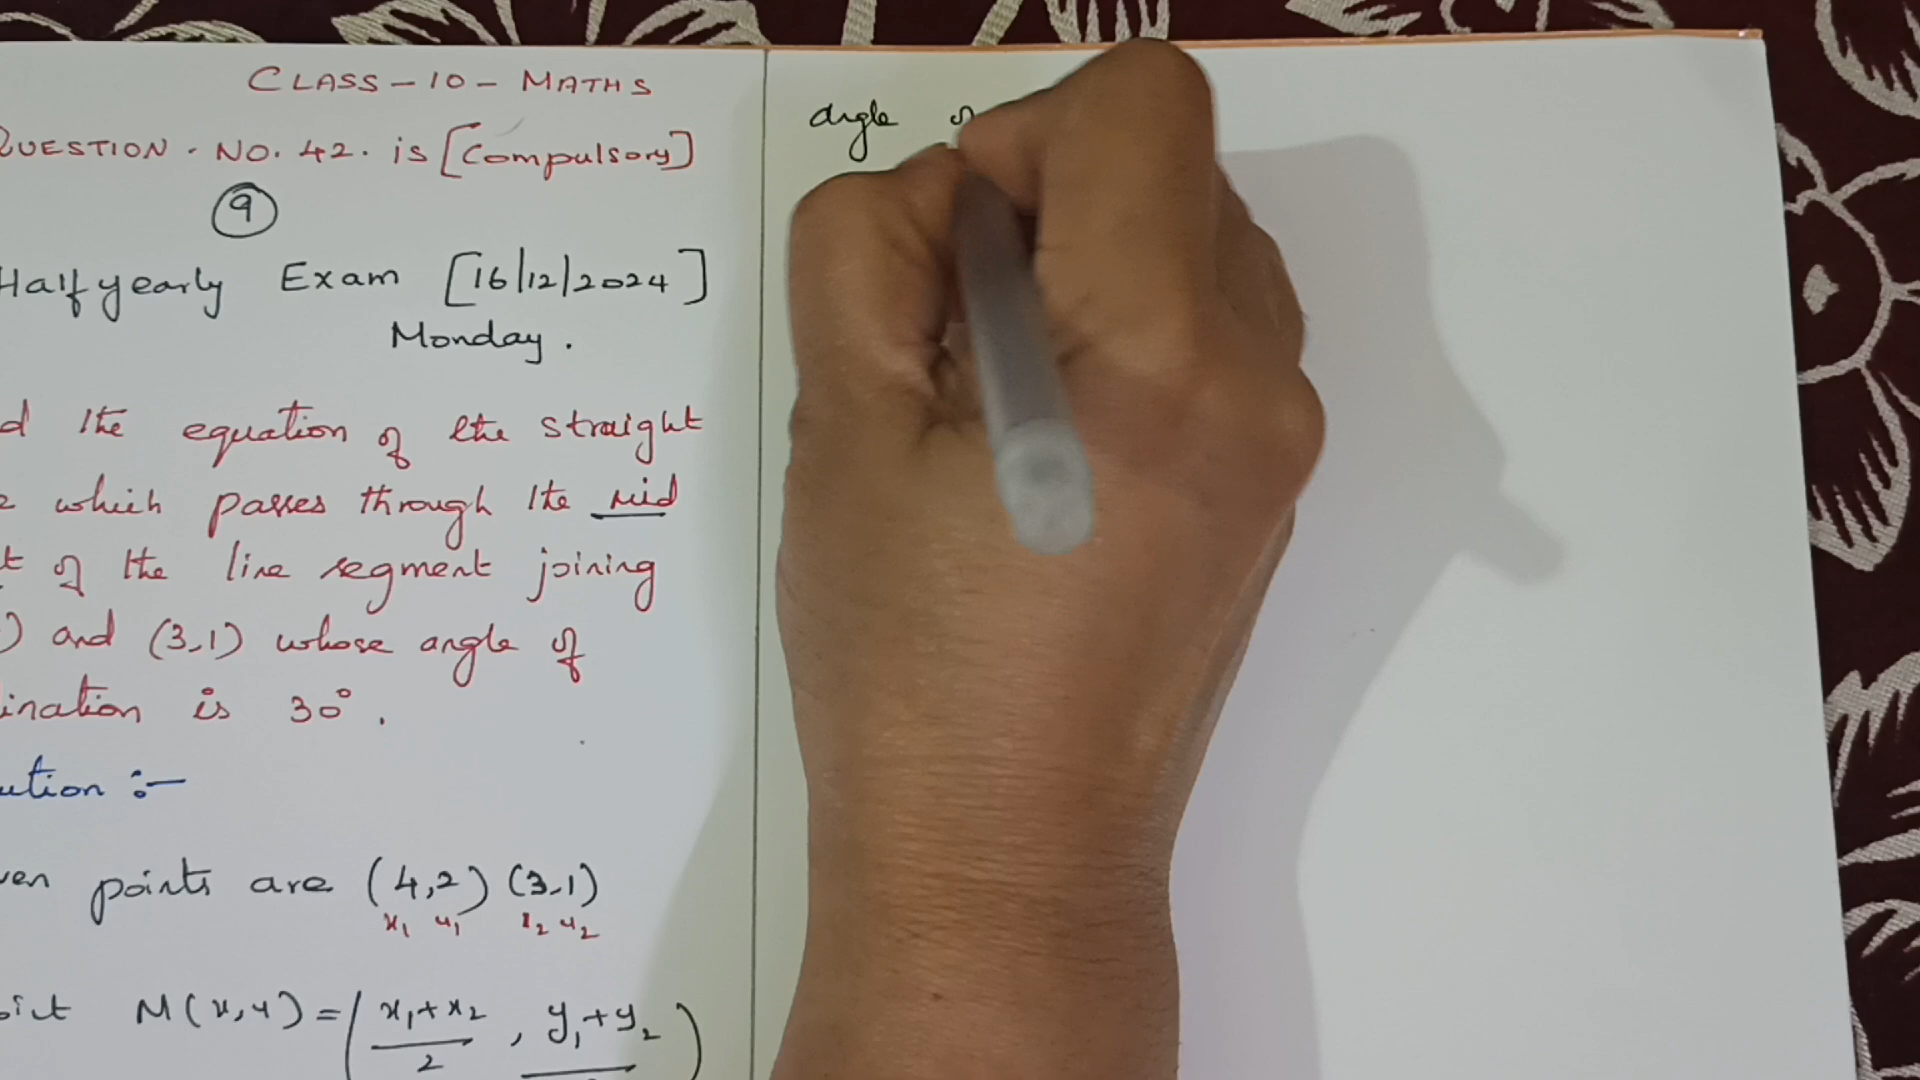 CLASS - 10 - MATHS
QUESTION. NO. 42. is [Compulsory]
9
Half yearly Exam [16/12/2024]
Monday.
the equation of the straight
which passes through the mid
of the line segment joining
) and (3,1) whose angle of
ination is 30°.
ution :-
points are (4,2) (3,1)
x₁ y₁ x₂ y₂
M(x,y) = ( x₁+x₂ , y₁+y₂ )
2
angle